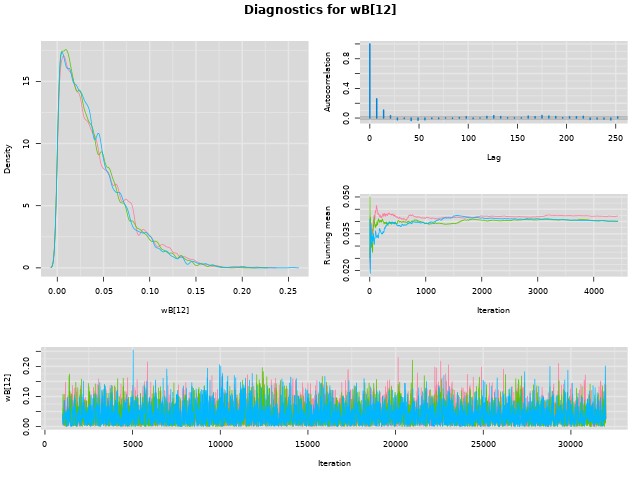 Diagnostics for wB[12]
Density
0 5 10 15
0.00 0.05 0.10 0.15 0.20 0.25
wB[12]
Autocorrelation
0.0 0.4 0.8
0 50 100 150 200 250
Lag
Running mean
0.020 0.035 0.050
0 1000 2000 3000 4000
Iteration
wB[12]
0.00 0.10 0.20
0 5000 10000 15000 20000 25000 30000
Iteration